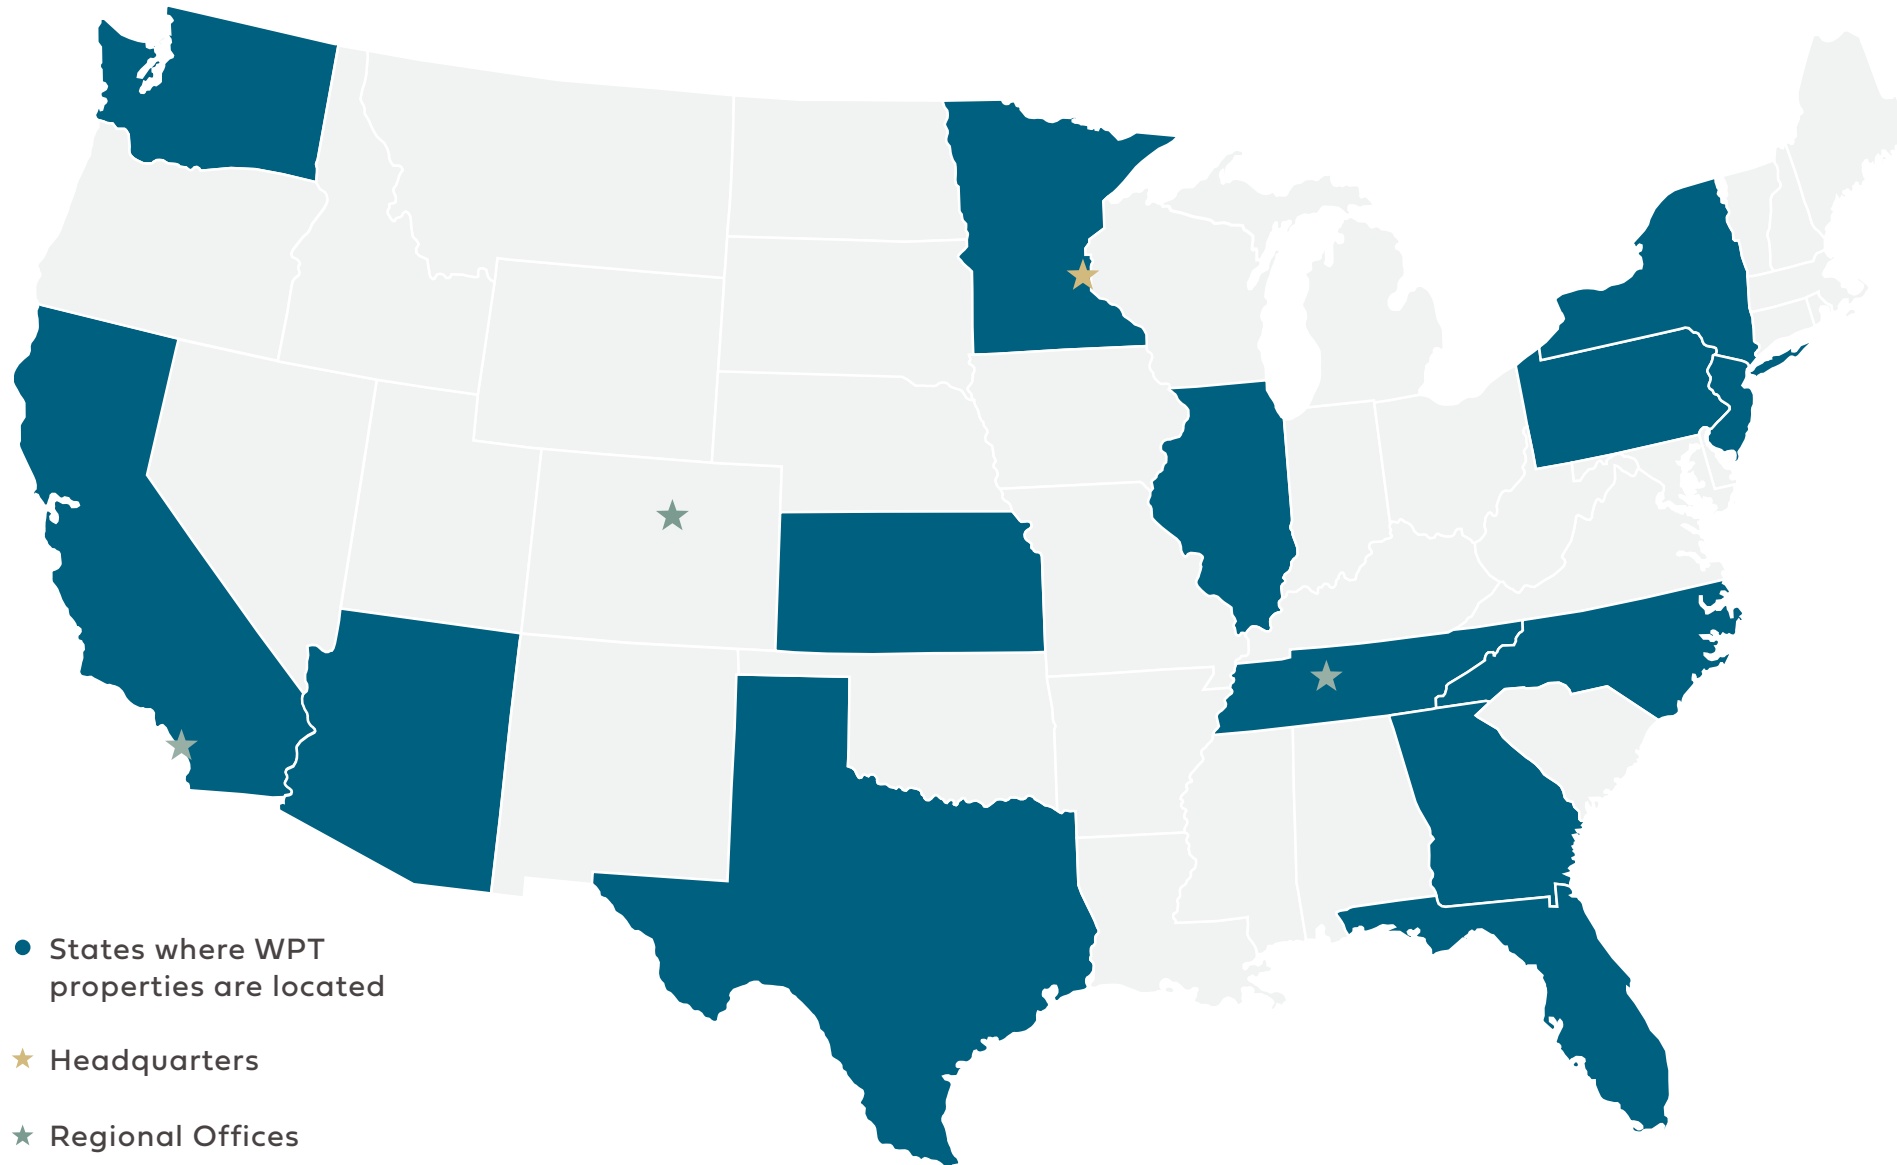 States where WPT
properties are located
Headquarters
Regional Offices